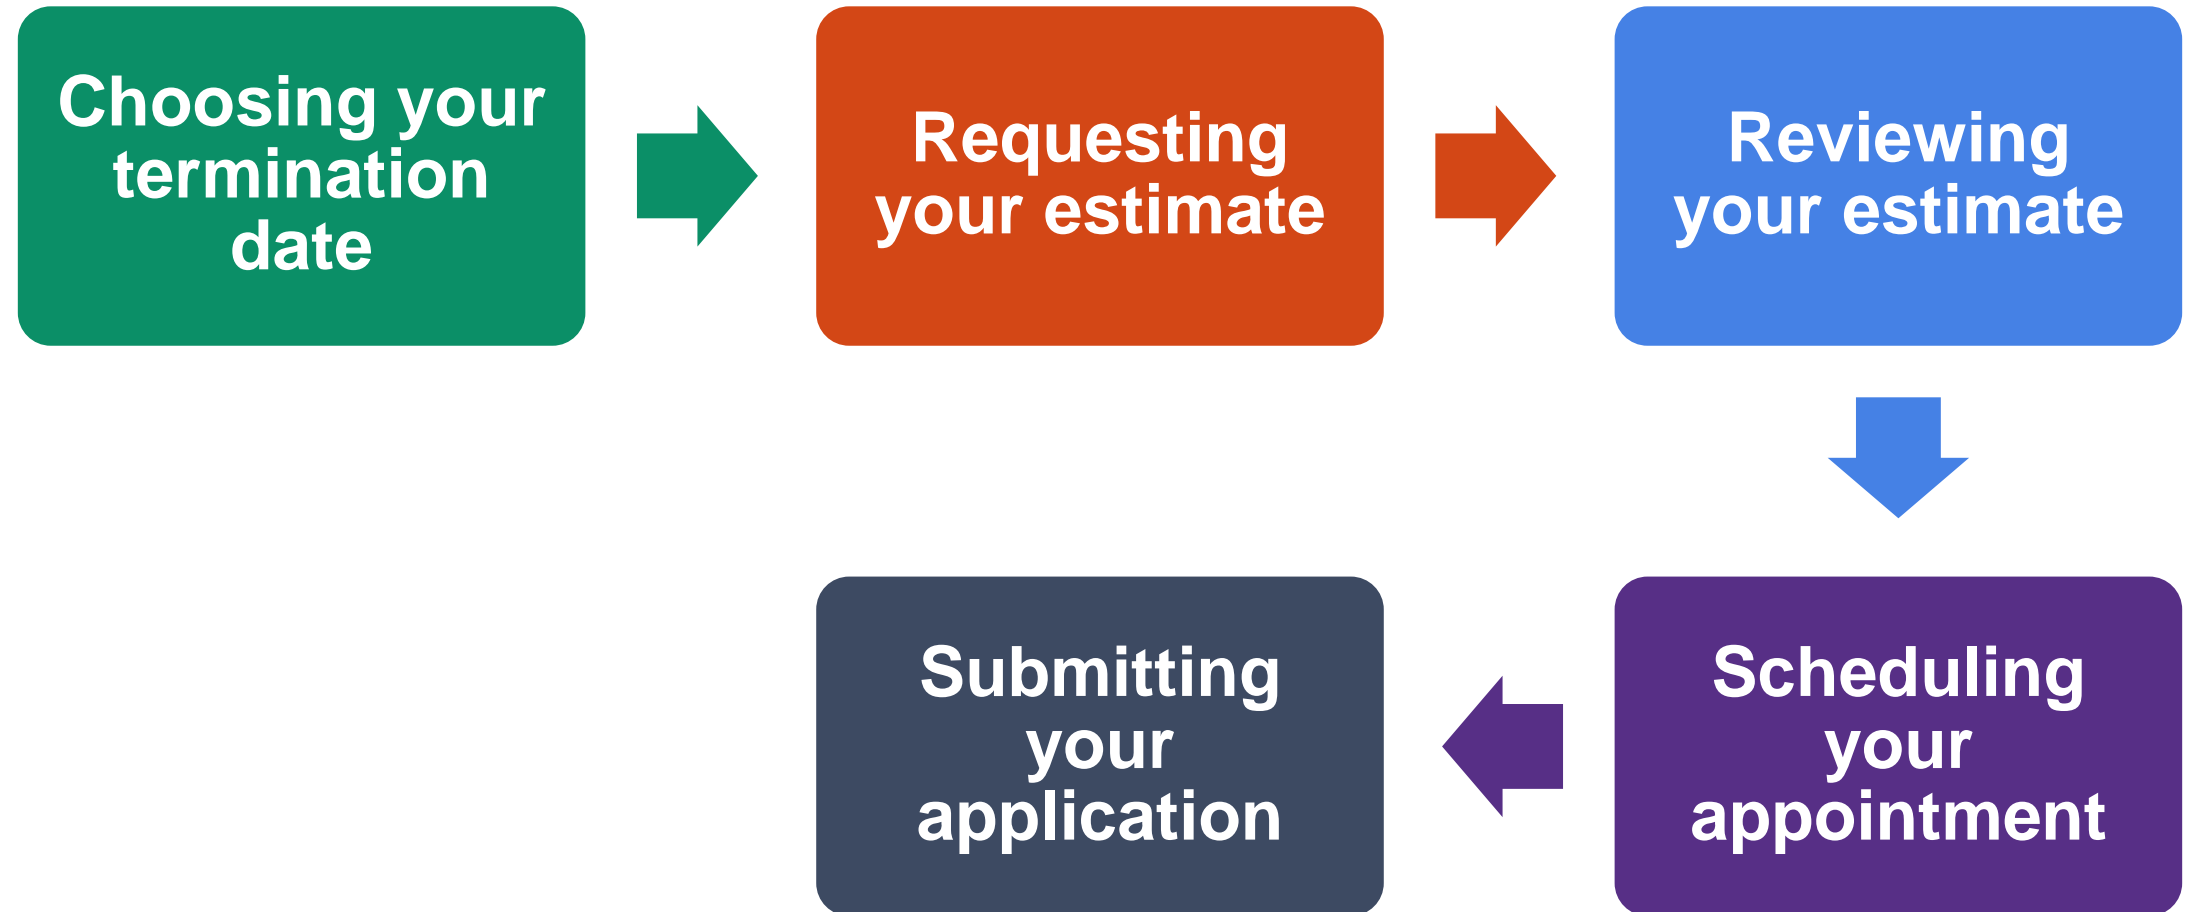 Choosing your
termination
date
Requesting
your estimate
Reviewing
your estimate
Scheduling
your
appointment
Submitting
your
application